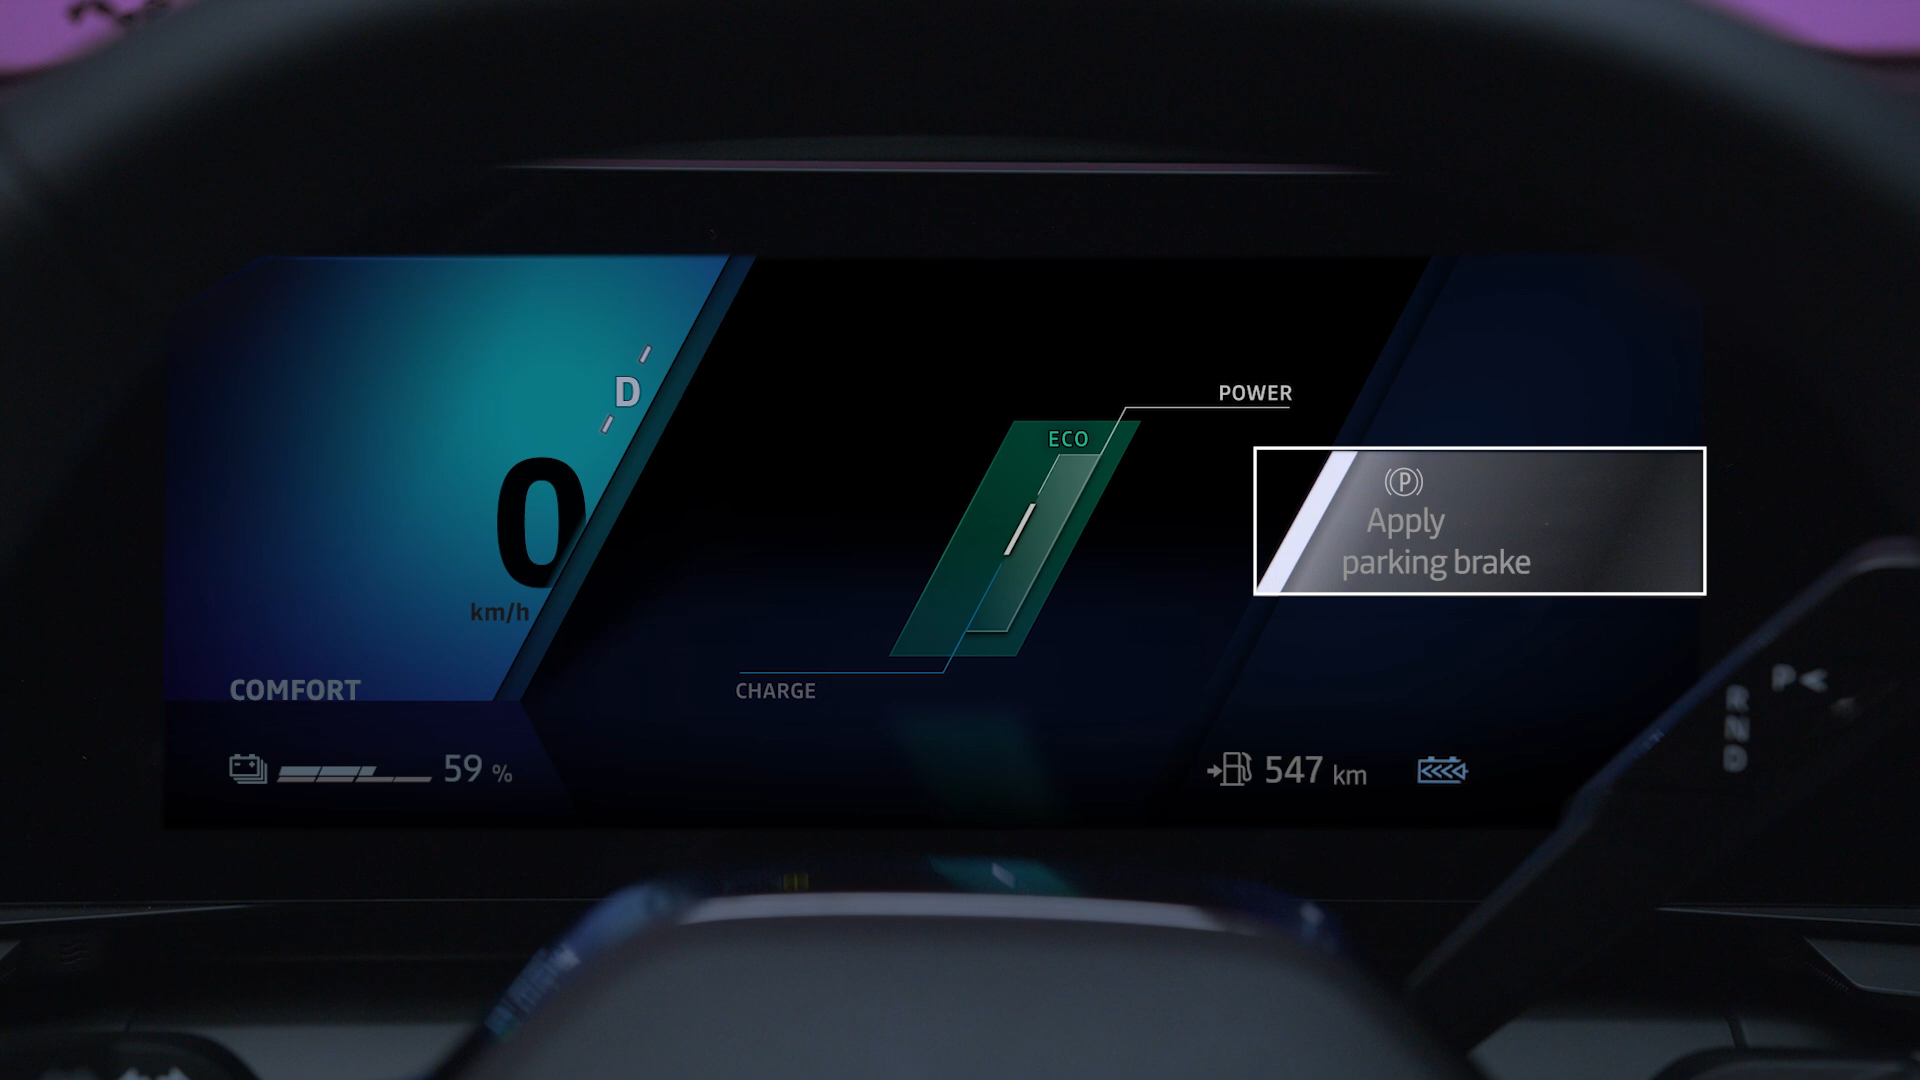 D
0
km/h
COMFORT
59 %
POWER
ECO
CHARGE
P
Apply
parking brake
547 km
P
R
N
D